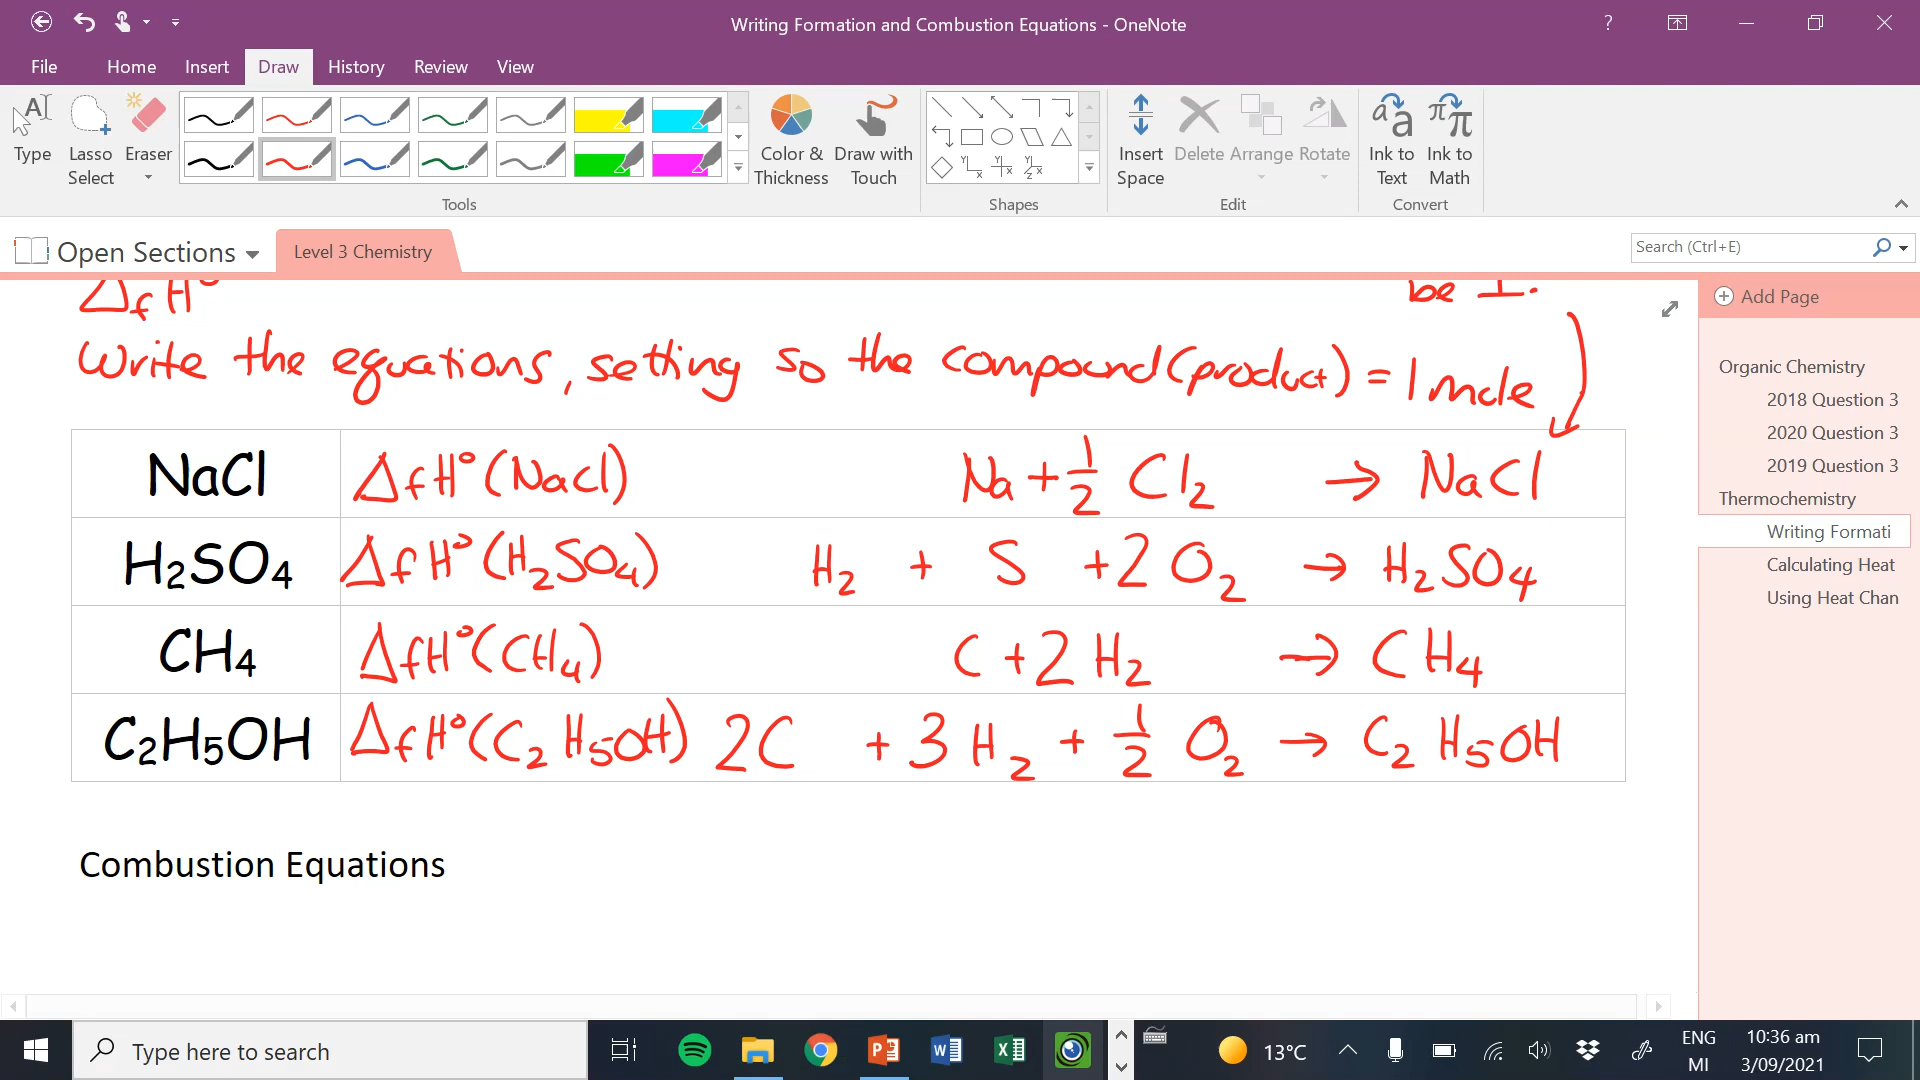 Writing Formation and Combustion Equations - OneNote
?
File Home Insert Draw History Review View
Type
Lasso Select
Eraser
Color & Thickness
Draw with Touch
Insert Space
Delete
Arrange
Rotate
Ink to Text
Ink to Math
Tools
Shapes
Edit
Convert
Open Sections
Level 3 Chemistry
Search (Ctrl+E)
ΔfH°
be 1.
Write the equations, setting so the compound (product) = 1 mole
NaCl ΔfH°(NaCl) Na + 1/2 Cl₂ → NaCl
H₂SO₄ ΔfH°(H₂SO₄) H₂ + S + 2 O₂ → H₂SO₄
CH₄ ΔfH°(CH₄) C + 2 H₂ → CH₄
C₂H₅OH ΔfH°(C₂H₅OH) 2C + 3 H₂ + 1/2 O₂ → C₂H₅OH
Combustion Equations
Add Page
Organic Chemistry
2018 Question 3
2020 Question 3
2019 Question 3
Thermochemistry
Writing Formati
Calculating Heat
Using Heat Chan
Type here to search
13°C
ENG
MI
10:36 am
3/09/2021